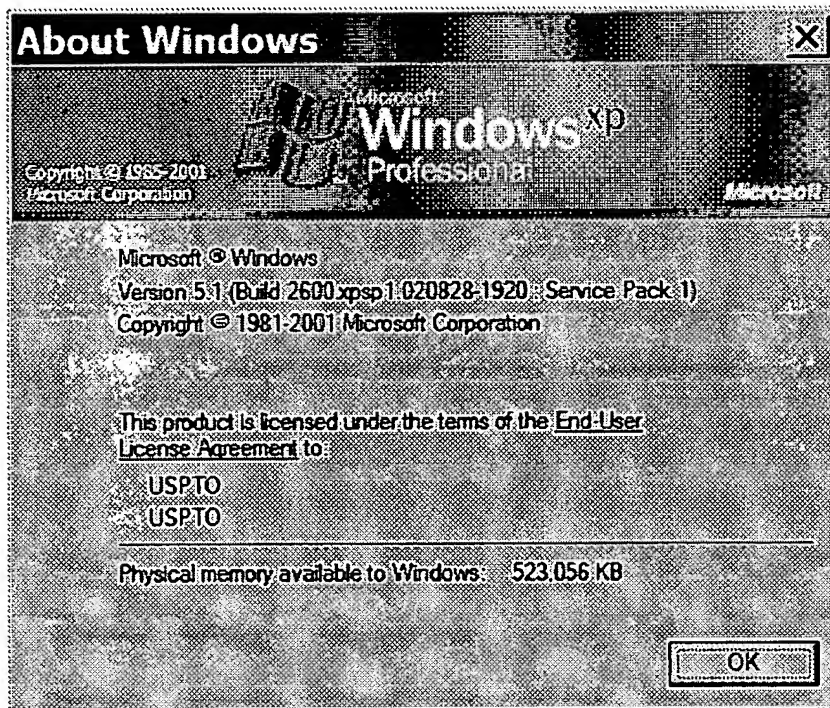 About Windows
Microsoft
Windows xp
Professional
Copyright © 1985-2001
Microsoft Corporation
Microsoft
Microsoft ® Windows
Version 5.1 (Build 2600.xpsp1.020828-1920 : Service Pack 1)
Copyright © 1981-2001 Microsoft Corporation
This product is licensed under the terms of the End-User
License Agreement to:
USPTO
USPTO
Physical memory available to Windows: 523,056 KB
OK